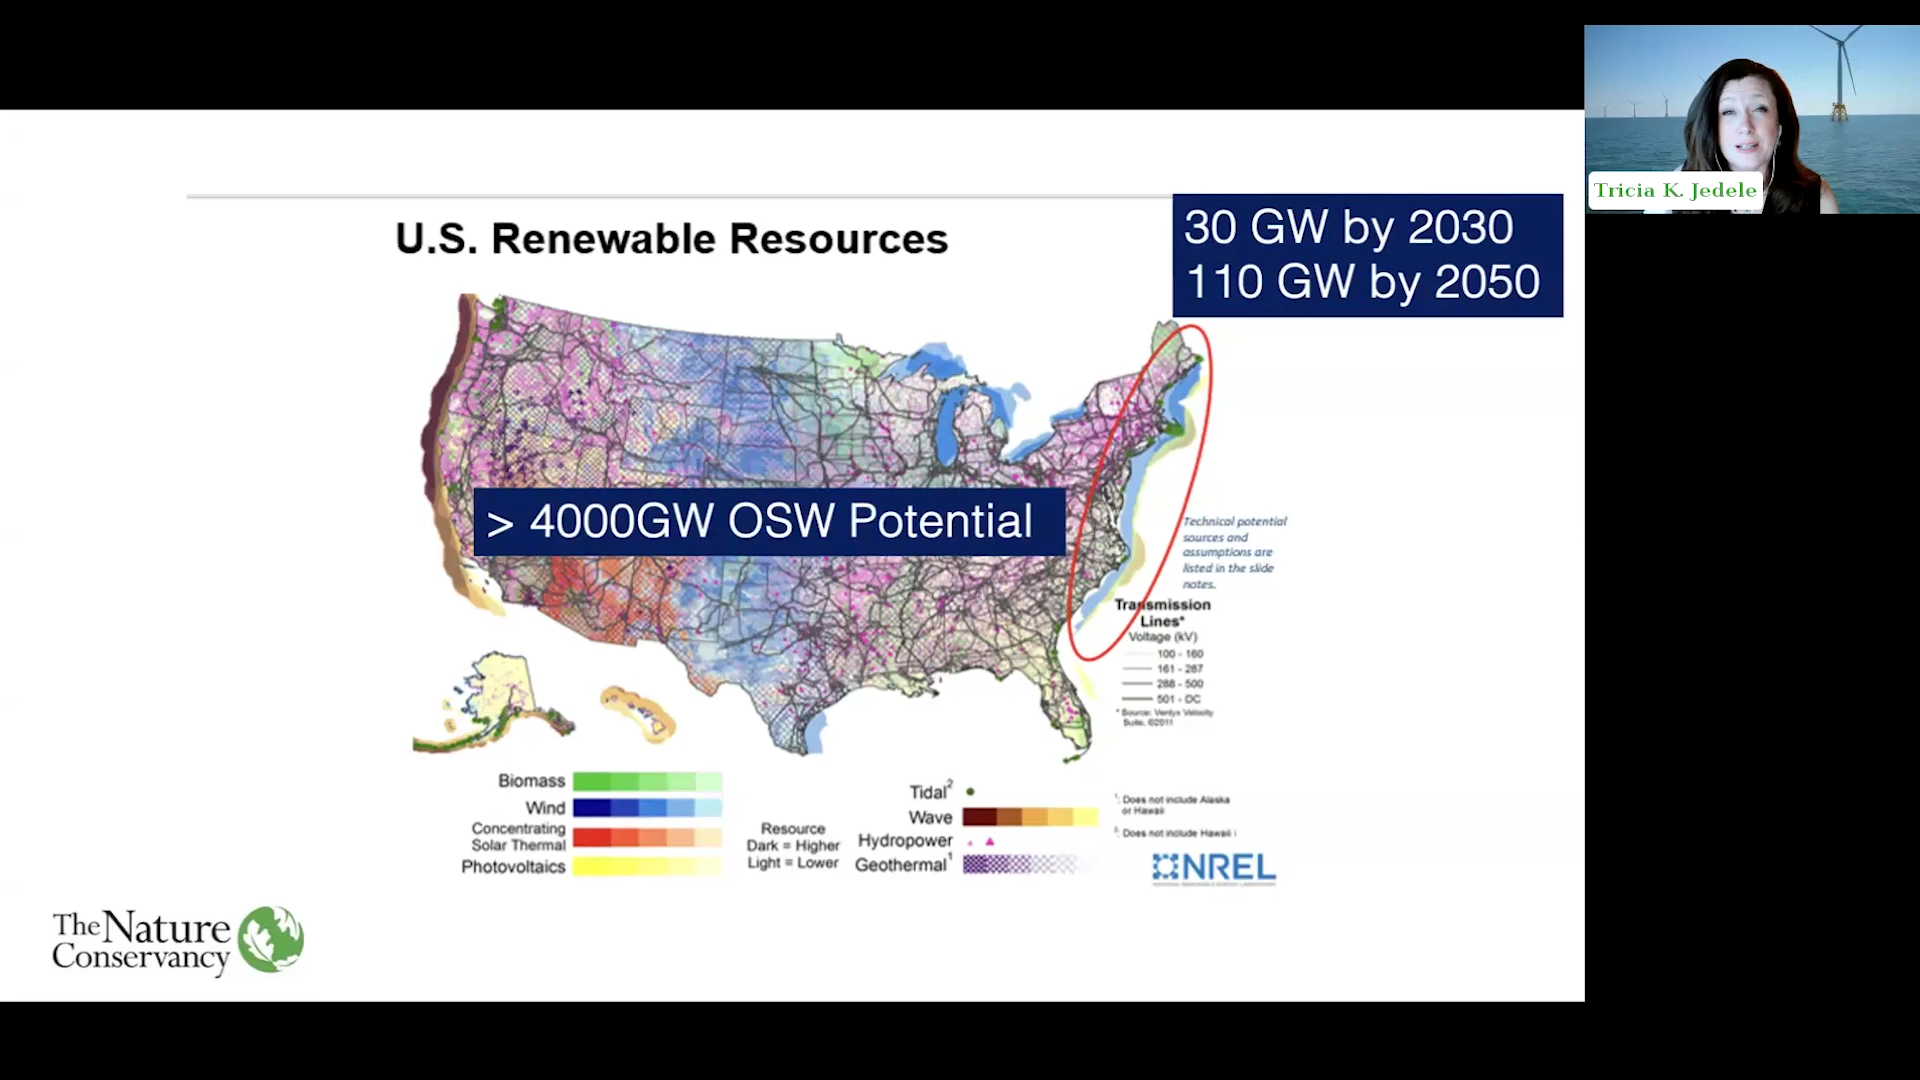 Tricia K. Jedele
U.S. Renewable Resources
30 GW by 2030
110 GW by 2050
> 4000GW OSW Potential
Technical potential
sources and
assumptions are
listed in the slide
notes.
Transmission
Lines*
Voltage (kV)
100 - 160
161 - 287
288 - 500
501 - DC
* Source: Ventyx Velocity
Suite, ©2011
Biomass
Wind
Concentrating
Solar Thermal
Photovoltaics
Resource
Dark = Higher
Light = Lower
Tidal2
Wave
Hydropower
Geothermal1
1. Does not include Alaska
or Hawaii
2. Does not include Hawaii
NREL
The Nature
Conservancy